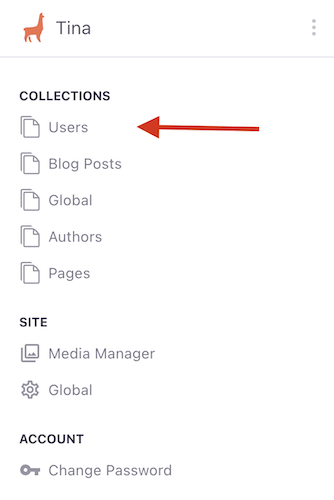 Tina
COLLECTIONS
Users
Blog Posts
Global
Authors
Pages
SITE
Media Manager
Global
ACCOUNT
Change Password